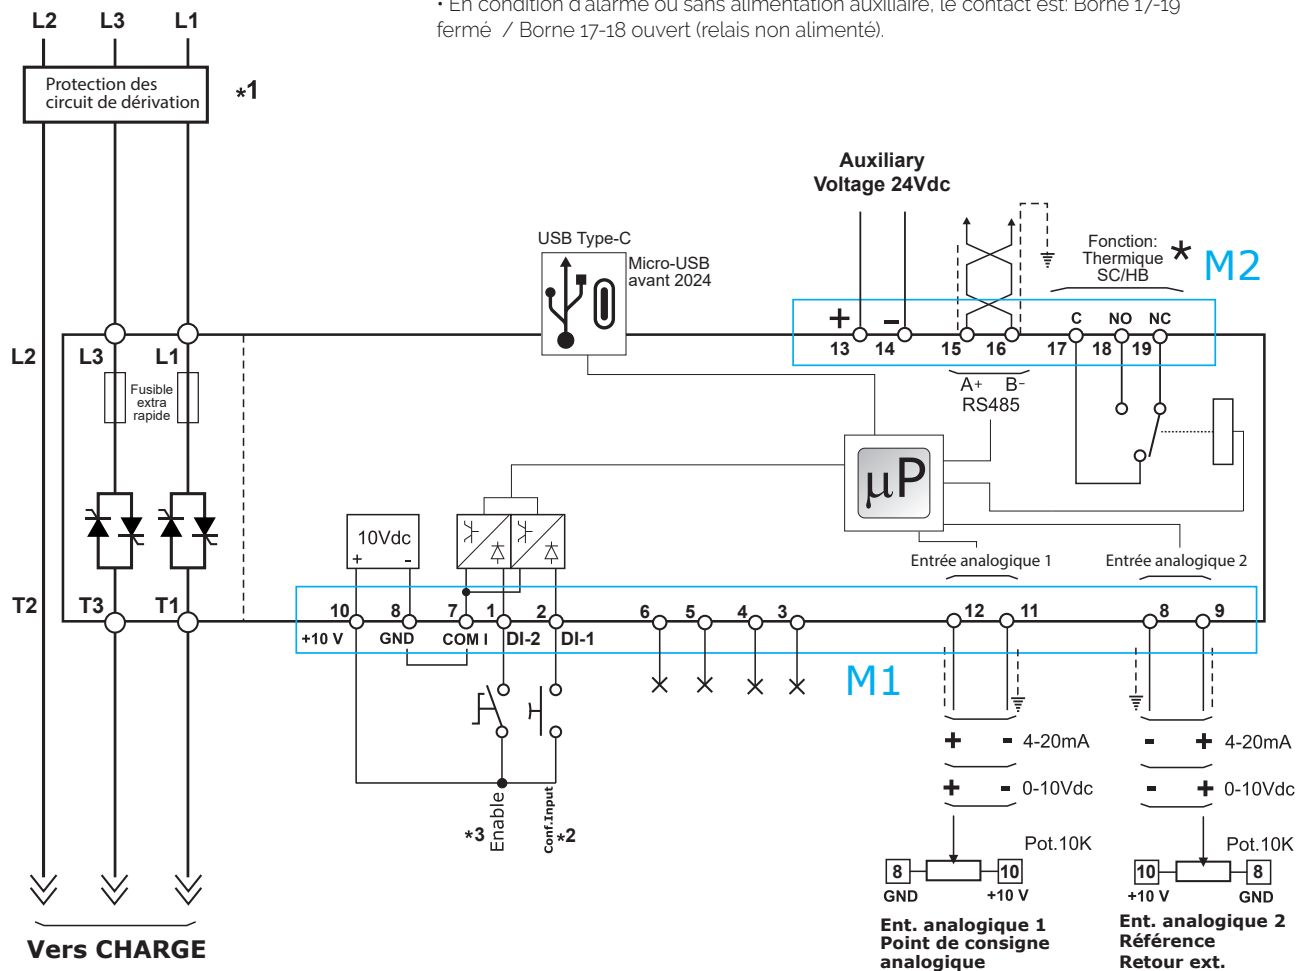 • En condition d'alarme ou sans alimentation auxiliaire, le contact est: Borne 17-19
fermé / Borne 17-18 ouvert (relais non alimenté).
L2 L3 L1
Protection des
circuit de dérivation
*1
Auxiliary
Voltage 24Vdc
USB Type-C
Micro-USB
avant 2024
Fonction:
Thermique
SC/HB
*
M2
+ - C NO NC
13 14 15 16 17 18 19
L2 L3 L1
A+ B-
RS485
Fusible
extra
rapide
µP
10Vdc
+ -
Entrée analogique 1
Entrée analogique 2
T2 T3 T1
10 8 7 1 2 6 5 4 3 12 11 8 9
+10 V GND COM I DI-2 DI-1
M1
+ - 4-20mA
- + 4-20mA
+ - 0-10Vdc
- + 0-10Vdc
*3 Enable
Conf.Input *2
Pot.10K
Pot.10K
8 10
10 8
GND +10 V
+10 V GND
Ent. analogique 1
Point de consigne
analogique
Ent. analogique 2
Référence
Retour ext.
Vers CHARGE